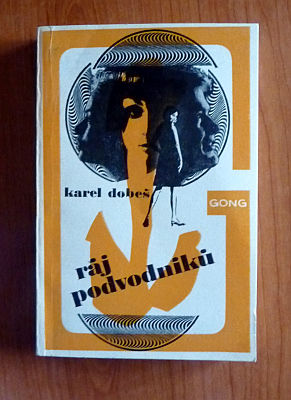 karel dobeš
GONG
ráj
podvodníků